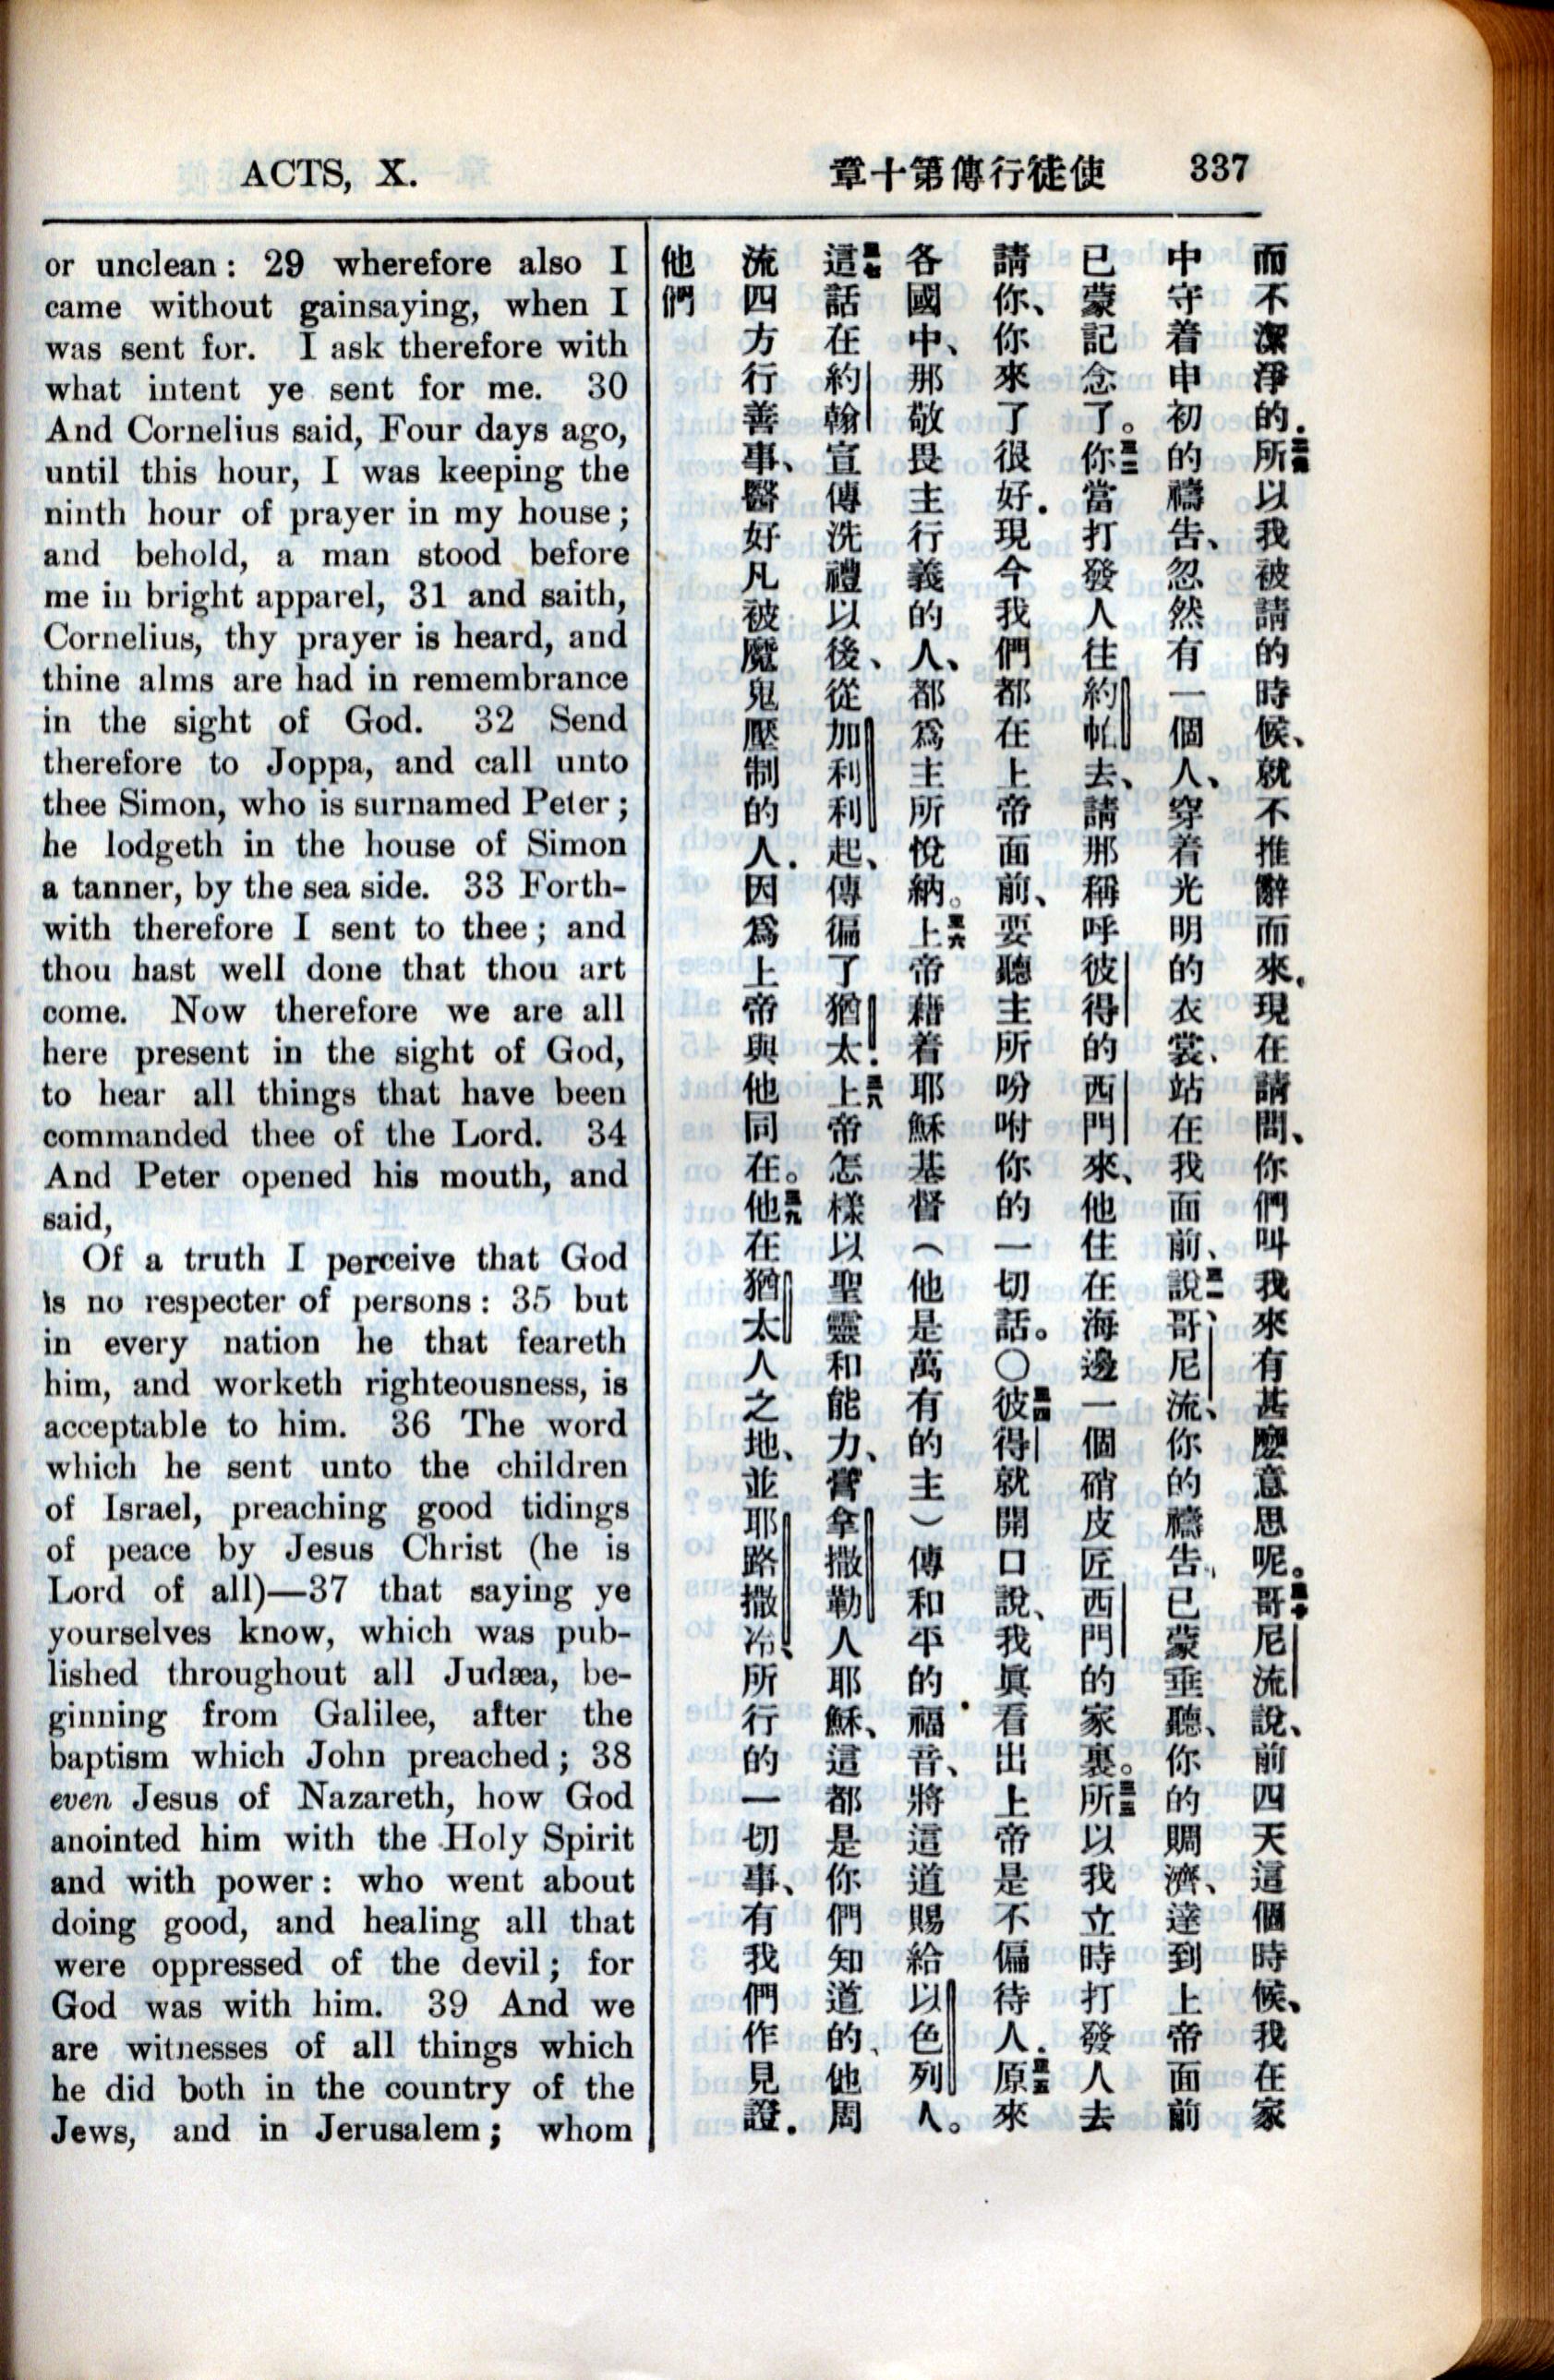 ACTS, X.
章十第傳行徒使 337
or unclean: 29 wherefore also I
came without gainsaying, when I
was sent for. I ask therefore with
what intent ye sent for me. 30
And Cornelius said, Four days ago,
until this hour, I was keeping the
ninth hour of prayer in my house;
and behold, a man stood before
me in bright apparel, 31 and saith,
Cornelius, thy prayer is heard, and
thine alms are had in remembrance
in the sight of God. 32 Send
therefore to Joppa, and call unto
thee Simon, who is surnamed Peter;
he lodgeth in the house of Simon
a tanner, by the sea side. 33 Forth-
with therefore I sent to thee; and
thou hast well done that thou art
come. Now therefore we are all
here present in the sight of God,
to hear all things that have been
commanded thee of the Lord. 34
And Peter opened his mouth, and
said,
Of a truth I perceive that God
is no respecter of persons: 35 but
in every nation he that feareth
him, and worketh righteousness, is
acceptable to him. 36 The word
which he sent unto the children
of Israel, preaching good tidings
of peace by Jesus Christ (he is
Lord of all)—37 that saying ye
yourselves know, which was pub-
lished throughout all Judæa, be-
ginning from Galilee, after the
baptism which John preached; 38
even Jesus of Nazareth, how God
anointed him with the Holy Spirit
and with power: who went about
doing good, and healing all that
were oppressed of the devil; for
God was with him. 39 And we
are witnesses of all things which
he did both in the country of the
Jews, and in Jerusalem; whom
而不潔淨的．二九所以我被請的時候、就不推辭而來．現在請問、你們叫我來有甚麼意思呢。三十哥尼流說、前四天這個時候、我在家
中守着申初的禱告、忽然有一個人、穿着光明的衣裳、站在我面前、三一說、哥尼流、你的禱告、已蒙垂聽、你的賙濟、達到上帝面前
已蒙記念了。三二你當打發人往約帕去、請那稱呼彼得的西門來、他住在海邊一個硝皮匠西門的家裏。三三所以我立時打發人去
請你、你來了很好．現今我們都在上帝面前、要聽主所吩咐你的一切話。〇三四彼得就開口說、我眞看出上帝是不偏待人．三五原來
各國中、那敬畏主行義的人、都爲主所悅納。三六上帝藉着耶穌基督（他是萬有的主）傳和平的福音、將這道賜給以色列人。
三七這話在約翰宣傳洗禮以後、從加利利起、傳徧了猶太．三八上帝怎樣以聖靈和能力、膏拿撒勒人耶穌、這都是你們知道的、他周
流四方行善事、醫好凡被魔鬼壓制的人．因爲上帝與他同在。三九他在猶太人之地、並耶路撒冷、所行的一切事、有我們作見證．
他們